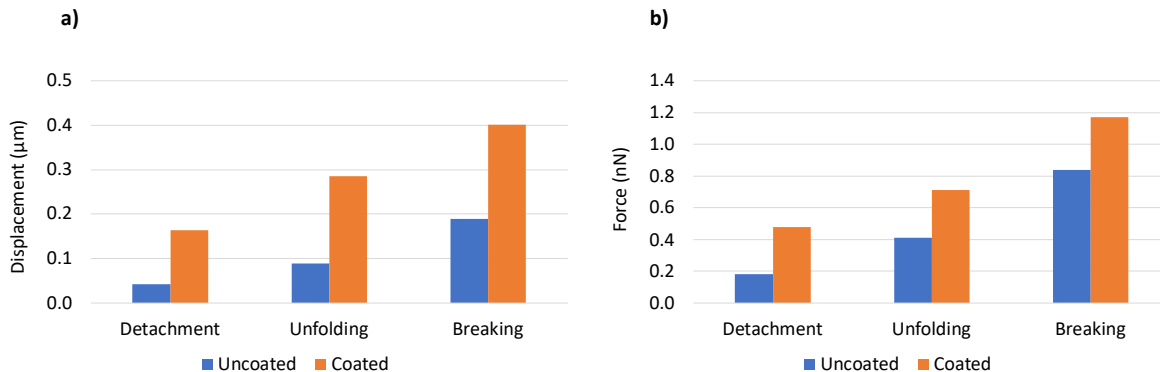 a)
Displacement (µm)
0.5
0.4
0.3
0.2
0.1
0.0
Detachment Unfolding Breaking
Uncoated Coated
b)
Force (nN)
1.4
1.2
1.0
0.8
0.6
0.4
0.2
0.0
Detachment Unfolding Breaking
Uncoated Coated